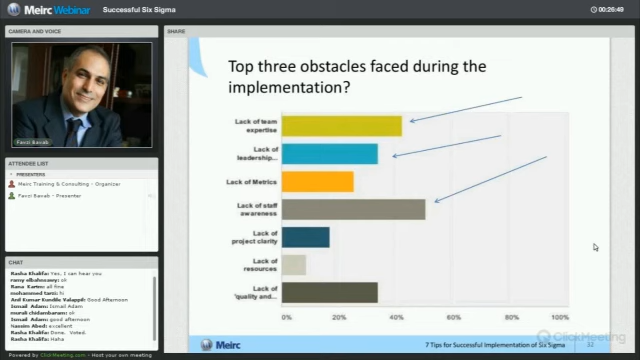 Meirc Webinar
Successful Six Sigma
00:26:49
CAMERA AND VOICE
Fawzi Bawab
ATTENDEE LIST
PRESENTERS
Meirc Training & Consulting - Organizer
Fawzi Bawab - Presenter
CHAT
Rasha Khalifa: Yes, I can hear you
ramy elbahosawy: ok
Rana Karim: all fine
mohammed tarsi: hi
Anil Kumar Kundile Valappil: Good Afternoon
Ismail Adam: Ismail Adam
Ismail Adam: good afternoon
murali chidambaram: ok
Nassim Abed: excellent
Rasha Khalifa: Done, Voted.
Rasha Khalifa: Haha
Powered by ClickMeeting.com - Host your own meeting
SHARE
Top three obstacles faced during the
implementation?
Lack of team
expertise
Lack of
leadership...
Lack of Metrics
Lack of staff
awareness
Lack of
project clarity
Lack of
resources
Lack of
'quality and...
0% 20% 40% 60% 80% 100%
Meirc
7 Tips for Successful Implementation of Six Sigma
12
ClickMeeting